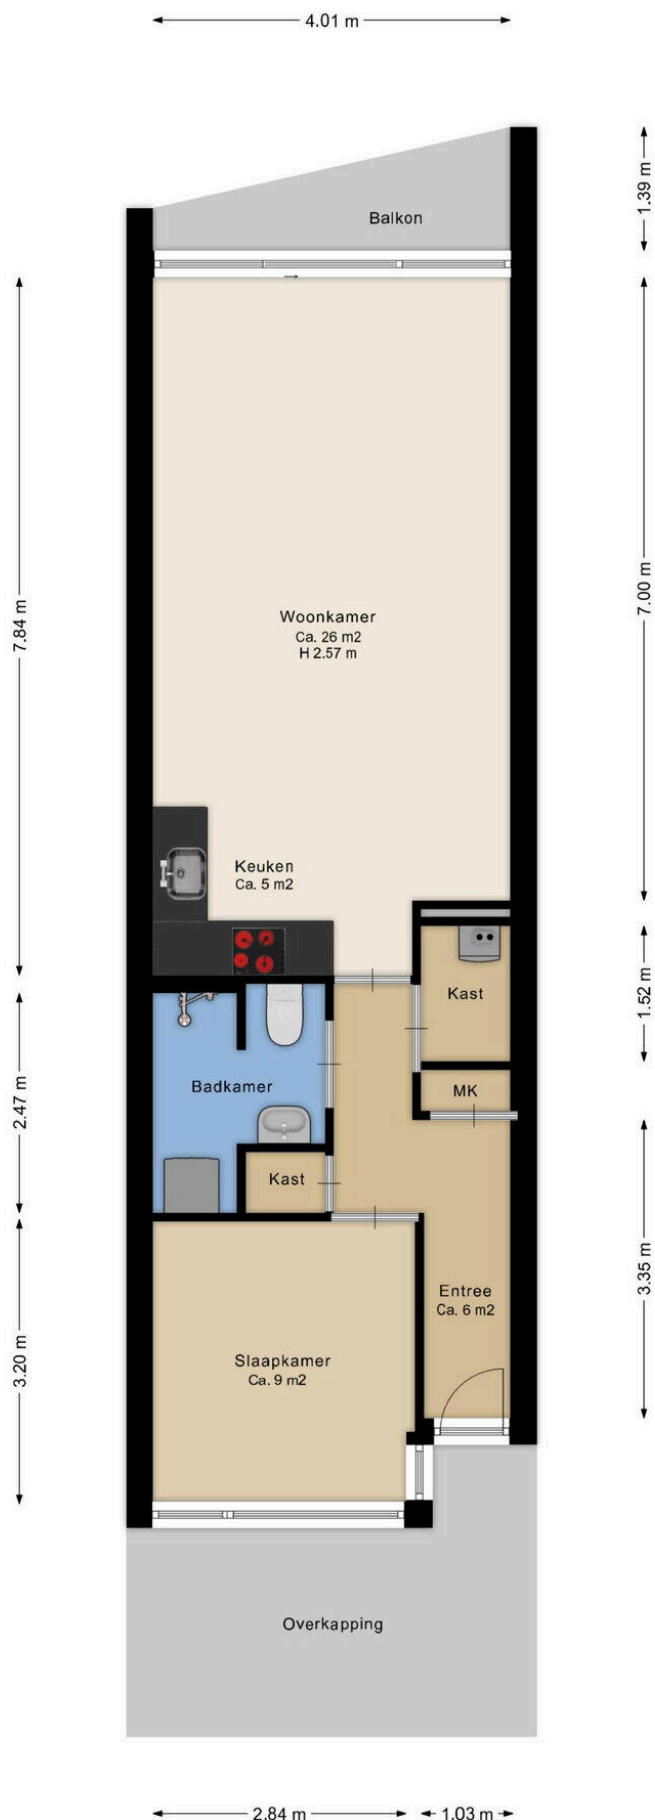 4.01 m
1.39 m
Balkon
7.00 m
7.84 m
Woonkamer
Ca. 26 m2
H 2.57 m
Keuken
Ca. 5 m2
Kast
1.52 m
Badkamer
MK
2.47 m
Kast
3.35 m
Entree
Ca. 6 m2
Slaapkamer
Ca. 9 m2
3.20 m
Overkapping
2.84 m
1.03 m